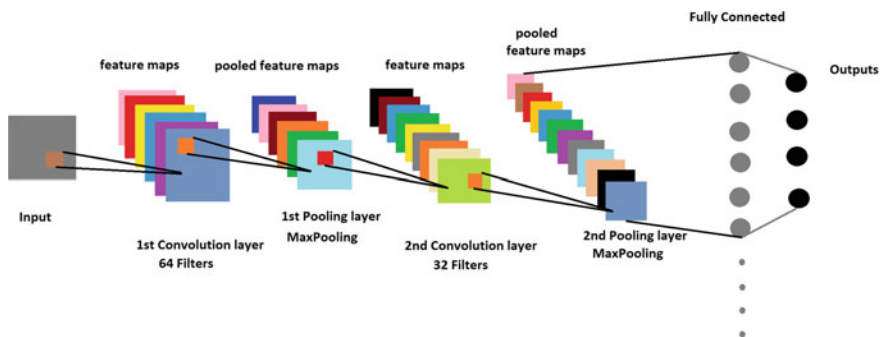 Fully Connected
pooled
feature maps
feature maps
pooled feature maps
feature maps
Outputs
Input
1st Convolution layer
64 Filters
1st Pooling layer
MaxPooling
2nd Convolution layer
32 Filters
2nd Pooling layer
MaxPooling